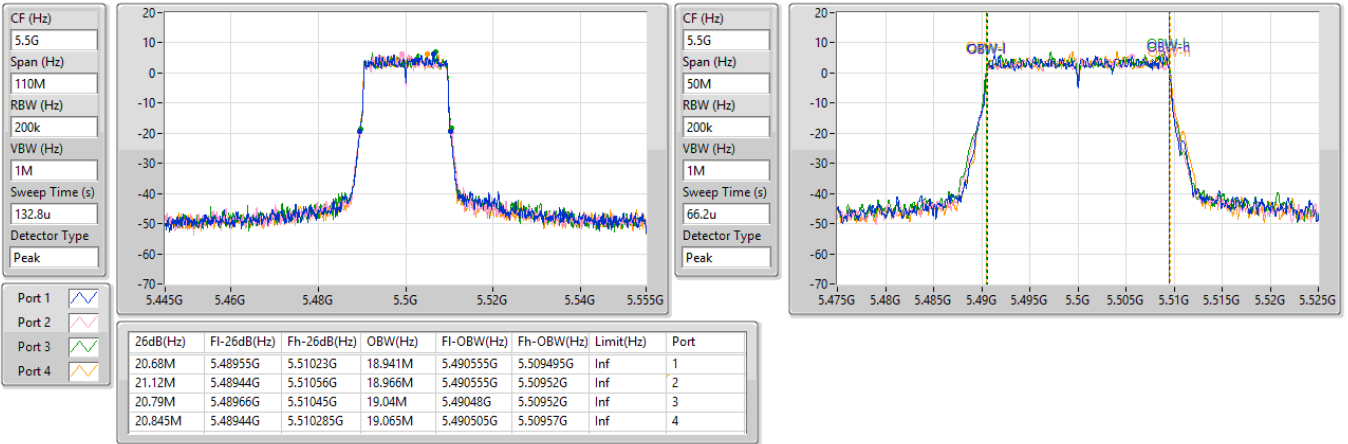 CF (Hz)
5.5G
Span (Hz)
110M
RBW (Hz)
200k
VBW (Hz)
1M
Sweep Time (s)
132.8u
Detector Type
Peak
20-
10-
0-
-10-
-20-
-30-
-40-
-50-
-60-
-70-
5.445G 5.46G 5.48G 5.5G 5.52G 5.54G 5.555G
CF (Hz)
5.5G
Span (Hz)
50M
RBW (Hz)
200k
VBW (Hz)
1M
Sweep Time (s)
66.2u
Detector Type
Peak
20-
10-
0-
-10-
-20-
-30-
-40-
-50-
-60-
-70-
OBW-l OBW-h
5.475G 5.48G 5.485G 5.49G 5.495G 5.5G 5.505G 5.51G 5.515G 5.52G 5.525G
Port 1
Port 2
Port 3
Port 4
26dB(Hz) Fl-26dB(Hz) Fh-26dB(Hz) OBW(Hz) Fl-OBW(Hz) Fh-OBW(Hz) Limit(Hz) Port
20.68M 5.48955G 5.51023G 18.941M 5.490555G 5.509495G Inf 1
21.12M 5.48944G 5.51056G 18.966M 5.490555G 5.50952G Inf 2
20.79M 5.48966G 5.51045G 19.04M 5.49048G 5.50952G Inf 3
20.845M 5.48944G 5.510285G 19.065M 5.490505G 5.50957G Inf 4